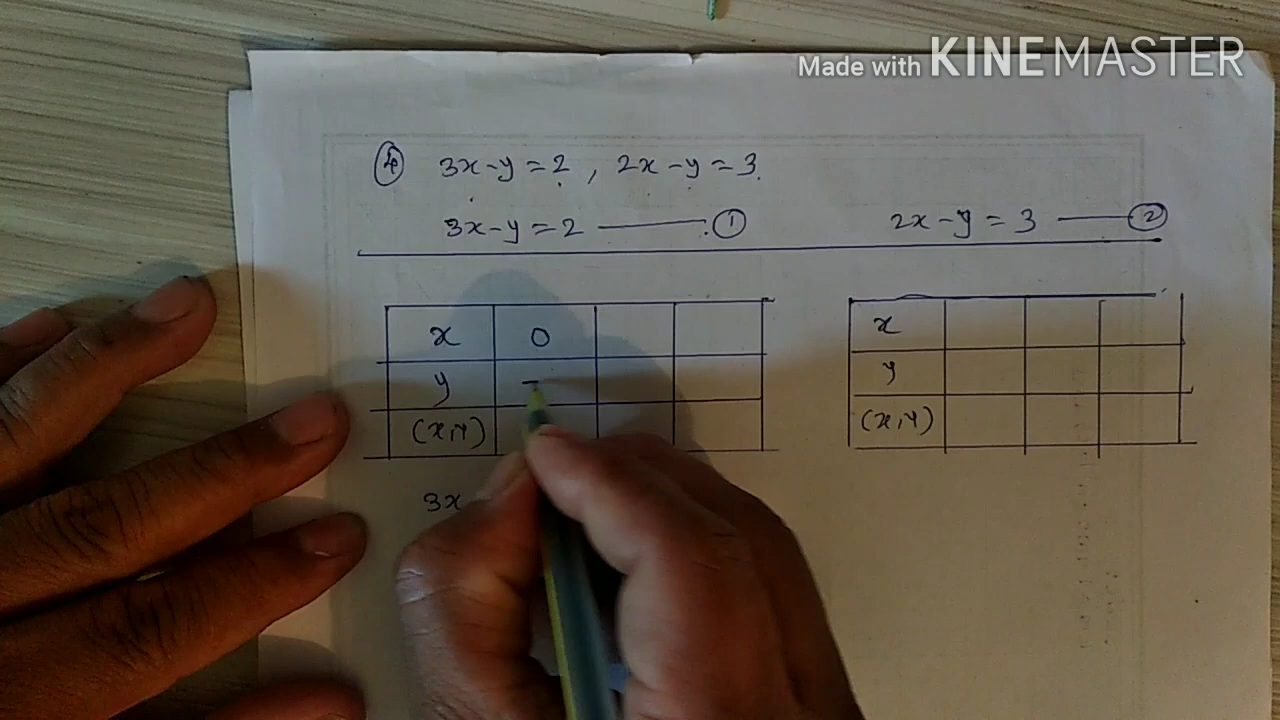 Made with KINEMASTER
④ 3x-y=2, 2x-y=3.
3x-y=2 ——— ① 2x-y=3 —— ②
x 0 x
y - y
(x,y) (x,y)
3x